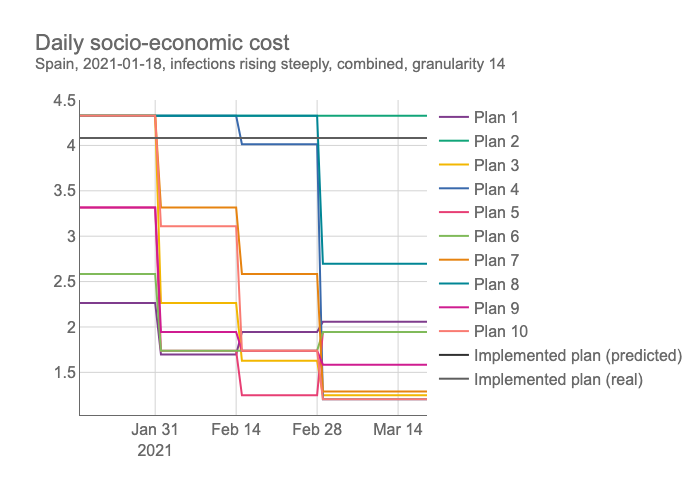 Daily socio-economic cost
Spain, 2021-01-18, infections rising steeply, combined, granularity 14
4.5
4
3.5
3
2.5
2
1.5
Jan 31
2021
Feb 14
Feb 28
Mar 14
Plan 1
Plan 2
Plan 3
Plan 4
Plan 5
Plan 6
Plan 7
Plan 8
Plan 9
Plan 10
Implemented plan (predicted)
Implemented plan (real)